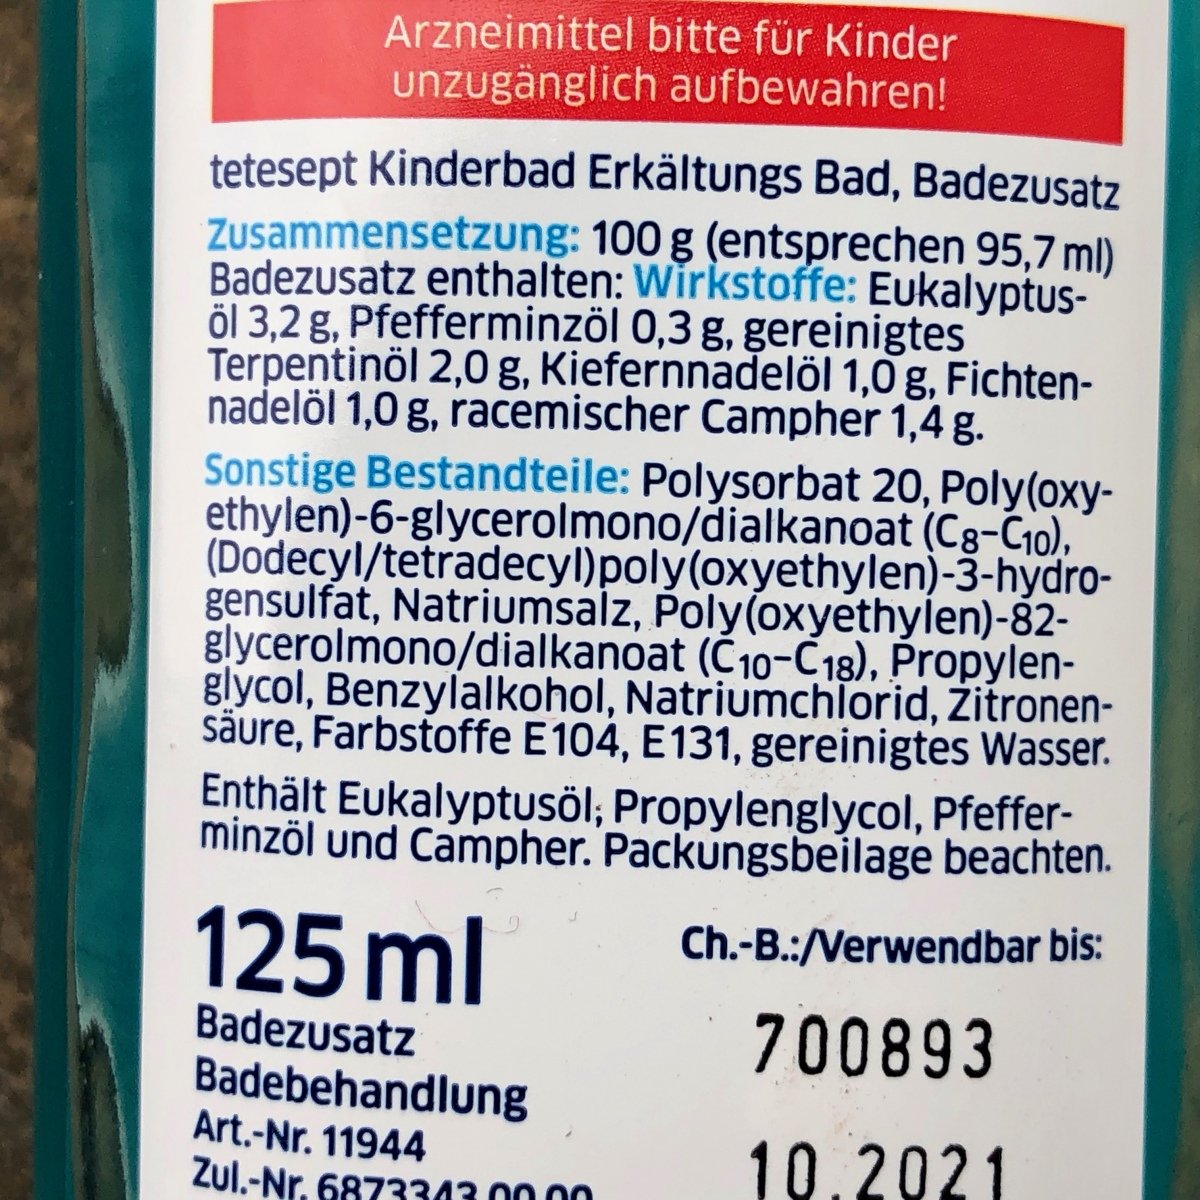 Arzneimittel bitte für Kinder
unzugänglich aufbewahren!
tetesept Kinderbad Erkältungs Bad, Badezusatz
Zusammensetzung: 100 g (entsprechen 95,7 ml)
Badezusatz enthalten: Wirkstoffe: Eukalyptus-
öl 3,2 g, Pfefferminzöl 0,3 g, gereinigtes
Terpentinöl 2,0 g, Kiefernnadelöl 1,0 g, Fichten-
nadelöl 1,0 g, racemischer Campher 1,4 g.
Sonstige Bestandteile: Polysorbat 20, Poly(oxy-
ethylen)-6-glycerolmono/dialkanoat (C8–C10),
(Dodecyl/tetradecyl)poly(oxyethylen)-3-hydro-
gensulfat, Natriumsalz, Poly(oxyethylen)-82-
glycerolmono/dialkanoat (C10–C18), Propylen-
glycol, Benzylalkohol, Natriumchlorid, Zitronen-
säure, Farbstoffe E104, E131, gereinigtes Wasser.
Enthält Eukalyptusöl, Propylenglycol, Pfeffer-
minzöl und Campher. Packungsbeilage beachten.
125 ml
Badezusatz
Badebehandlung
Art.-Nr. 11944
Zul.-Nr. 6873343.00.00
Ch.-B.:/Verwendbar bis:
700893
10.2021